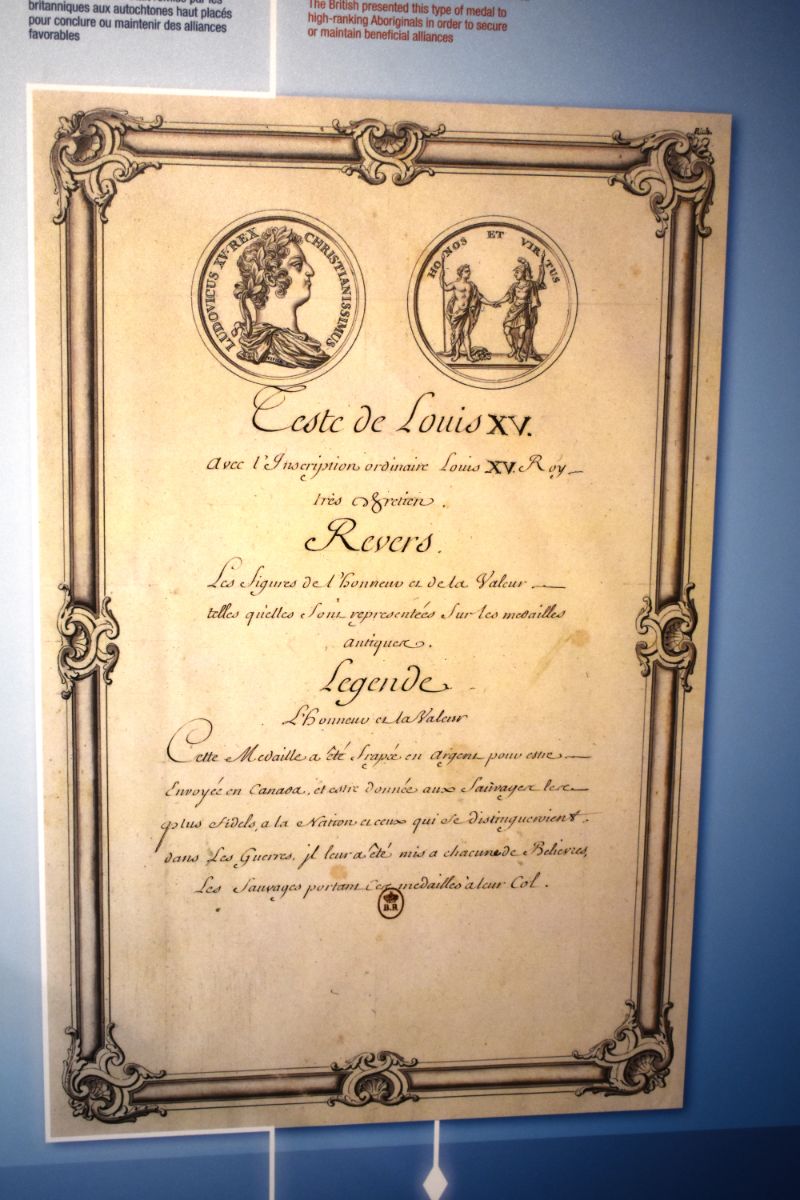 britanniques aux autochtones haut placés
pour conclure ou maintenir des alliances
favorables
The British presented this type of medal to
high-ranking Aboriginals in order to secure
or maintain beneficial alliances
LUDOVICUS XV·REX CHRISTIANISSIMUS
HONOS ET VIRTUS
Teste de Louis XV.
Avec l'Inscription ordinaire Louis XV. Roy
très chretien.
Revers.
Les figures de l'honneur et de la Valeur
telles qu'elles sont representées sur les medailles
antiques.
Legende
L'honneur et la Valeur
Cette Medaille a été frapée en argent pour estre
Envoyée en Canada, et estre donnée aux Sauvages les
plus fidels, a la Nation et ceux qui se distingueroient
dans Les Guerres, jl leur a été mis a chacune de Belieres,
Les Sauvages portant ces medailles a leur Col.
B.R